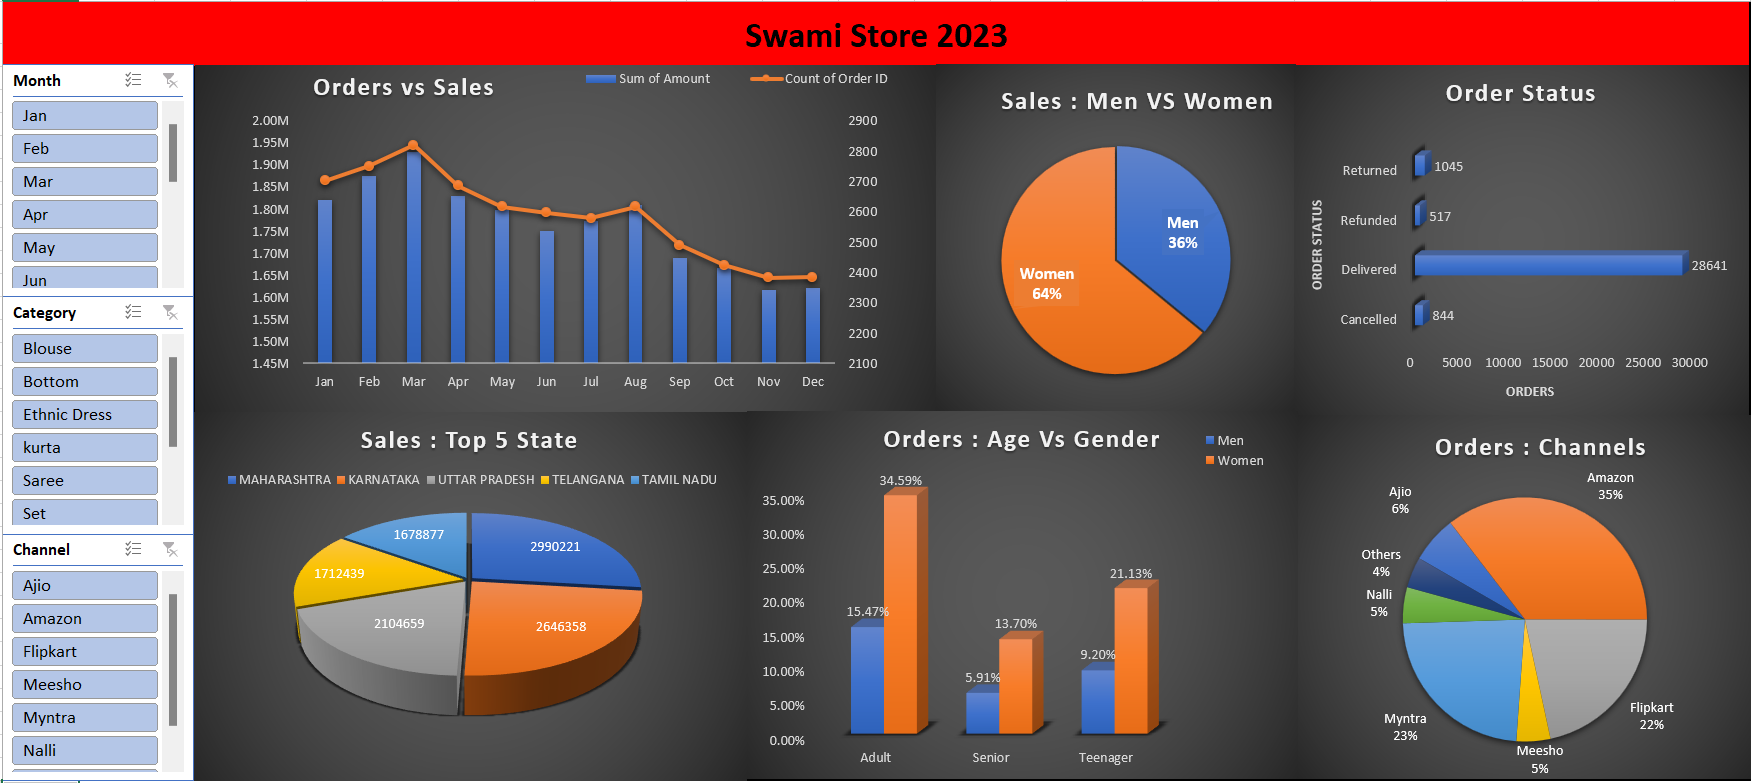 Swami Store 2023
Month
Jan
Feb
Mar
Apr
May
Jun
Category
Blouse
Bottom
Ethnic Dress
kurta
Saree
Set
Channel
Ajio
Amazon
Flipkart
Meesho
Myntra
Nalli
Orders vs Sales
Sum of Amount
Count of Order ID
2.00M
1.95M
1.90M
1.85M
1.80M
1.75M
1.70M
1.65M
1.60M
1.55M
1.50M
1.45M
2900
2800
2700
2600
2500
2400
2300
2200
2100
Jan Feb Mar Apr May Jun Jul Aug Sep Oct Nov Dec
Sales : Men VS Women
Men
36%
Women
64%
Order Status
ORDER STATUS
Returned 1045
Refunded 517
Delivered 28641
Cancelled 844
0 5000 10000 15000 20000 25000 30000
ORDERS
Sales : Top 5 State
MAHARASHTRA KARNATAKA UTTAR PRADESH TELANGANA TAMIL NADU
1678877
2990221
1712439
2104659
2646358
Orders : Age Vs Gender
Men
Women
35.00%
30.00%
25.00%
20.00%
15.00%
10.00%
5.00%
0.00%
15.47%
34.59%
5.91%
13.70%
9.20%
21.13%
Adult Senior Teenager
Orders : Channels
Amazon
35%
Ajio
6%
Others
4%
Nalli
5%
Myntra
23%
Meesho
5%
Flipkart
22%